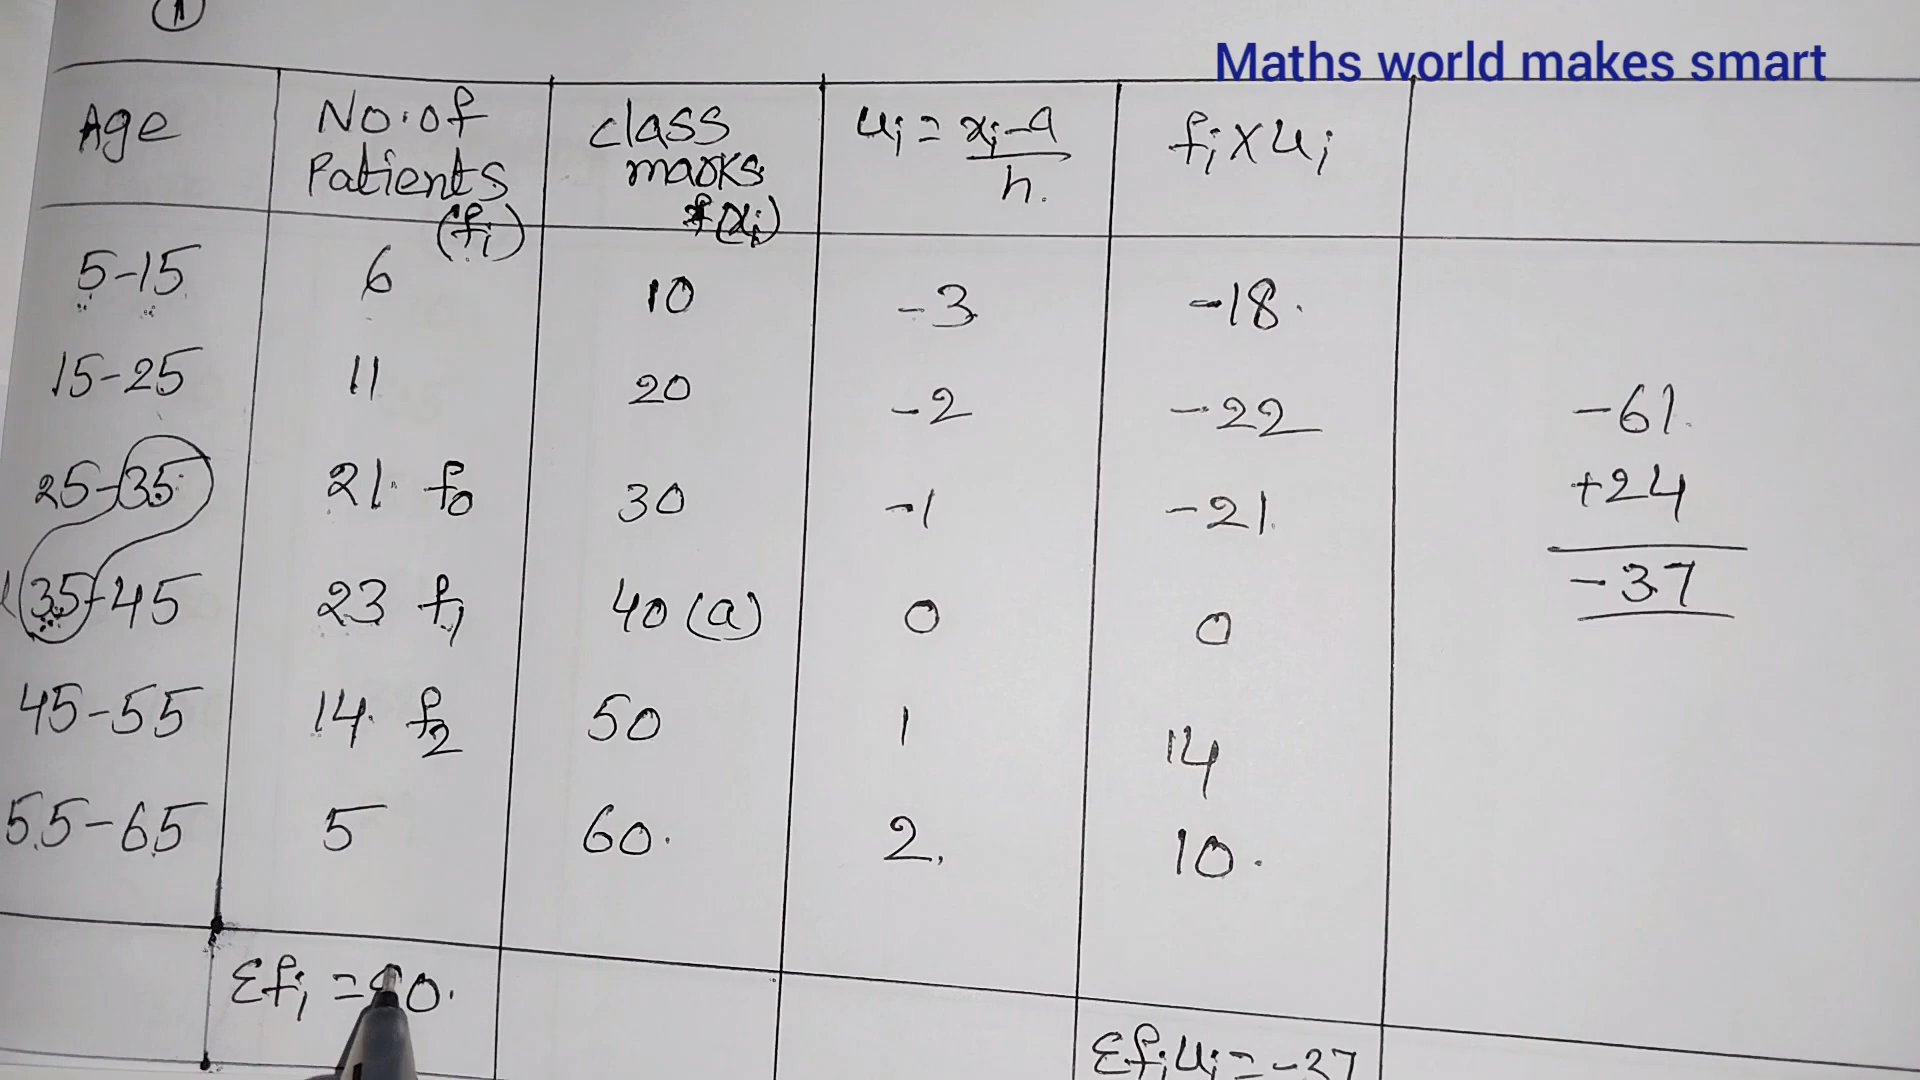 1
Maths world makes smart
Age | No. of Patients (fi) | class marks (xi) | ui = xi-a/h. | fi x ui
5-15 | 6 | 10 | -3 | -18.
15-25 | 11 | 20 | -2 | -22
25-35 | 21. f0 | 30 | -1 | -21.
35-45 | 23 f1 | 40 (a) | 0 | 0
45-55 | 14. f2 | 50 | 1 | 14
55-65 | 5 | 60. | 2. | 10.
-61.
+24
-37
Σfi = 0.
Σfiui = -37